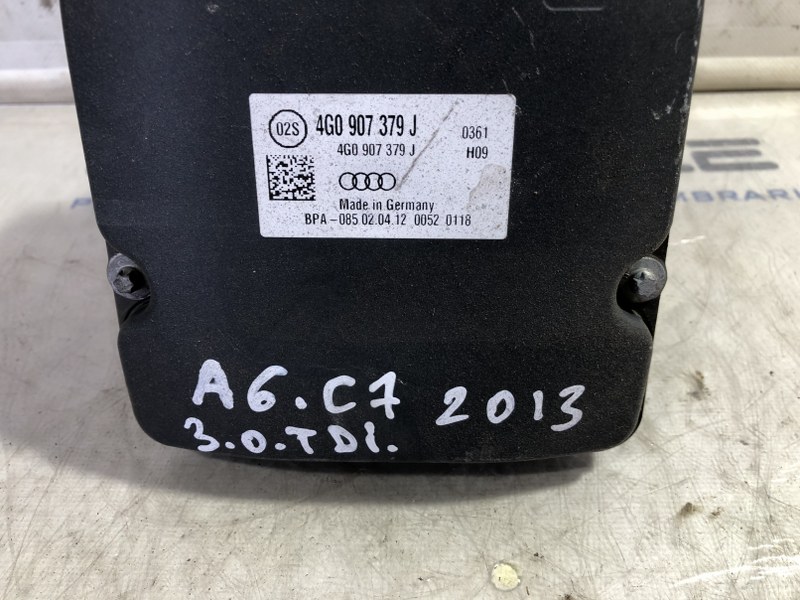 02S 4G0 907 379 J 0361
4G0 907 379 J H09
Made in Germany
BPA-085 02.04.12 0052 0118
A6.C7 2013
3.0.TDI.